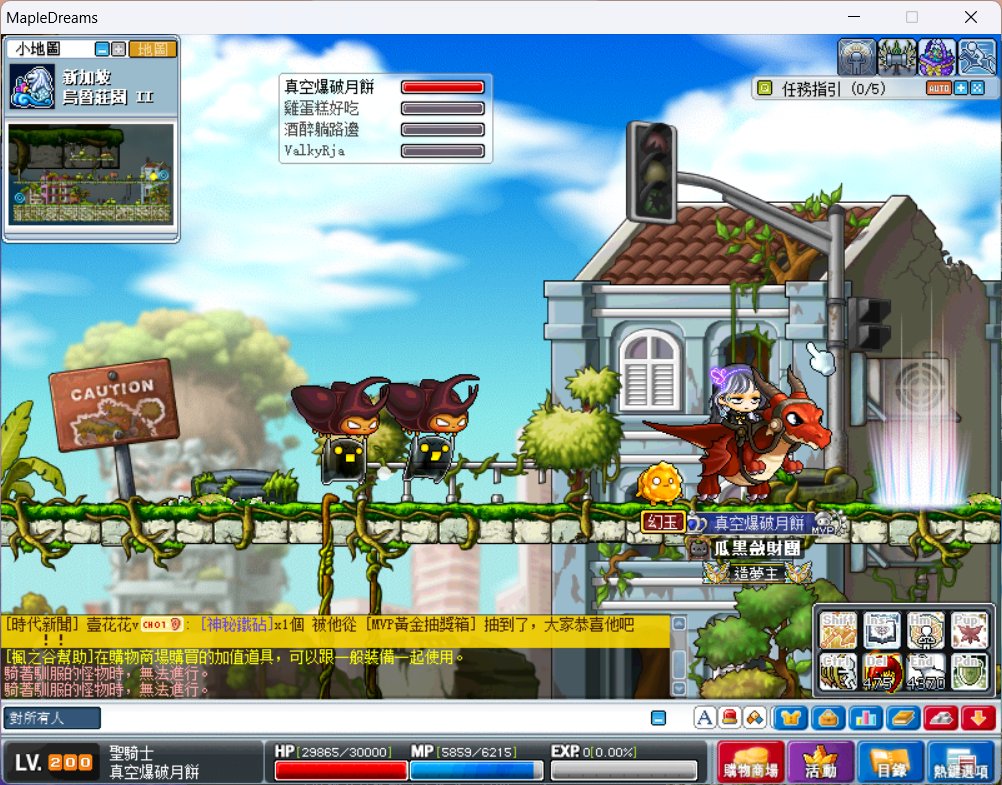 MapleDreams
小地圖
地圖
新加坡
烏魯莊園 II
真空爆破月餅
雞蛋糕好吃
酒醉躺路邊
ValkyRja
任務指引 (0/5)
AUTO
CAUTION
幻玉
真空爆破月餅
MVP
瓜黑敆財團
造夢主
[時代新聞] 壹花花v CH01 : [神秘鐵砧]x1個 被他從 [MVP黃金抽獎箱] 抽到了，大家恭喜他吧
!!
[楓之谷幫助]在購物商場購買的加值道具，可以跟一般裝備一起使用。
騎著馴服的怪物時，無法進行。
騎著馴服的怪物時，無法進行。
Shift Ins Hm Pup
Ctrl Del End Pdn
475 4870
對所有人
A
LV. 200
聖騎士
真空爆破月餅
HP[29865/30000] MP[5859/6215] EXP 0[0.00%]
購物商場
活動
目錄
熱鍵選項